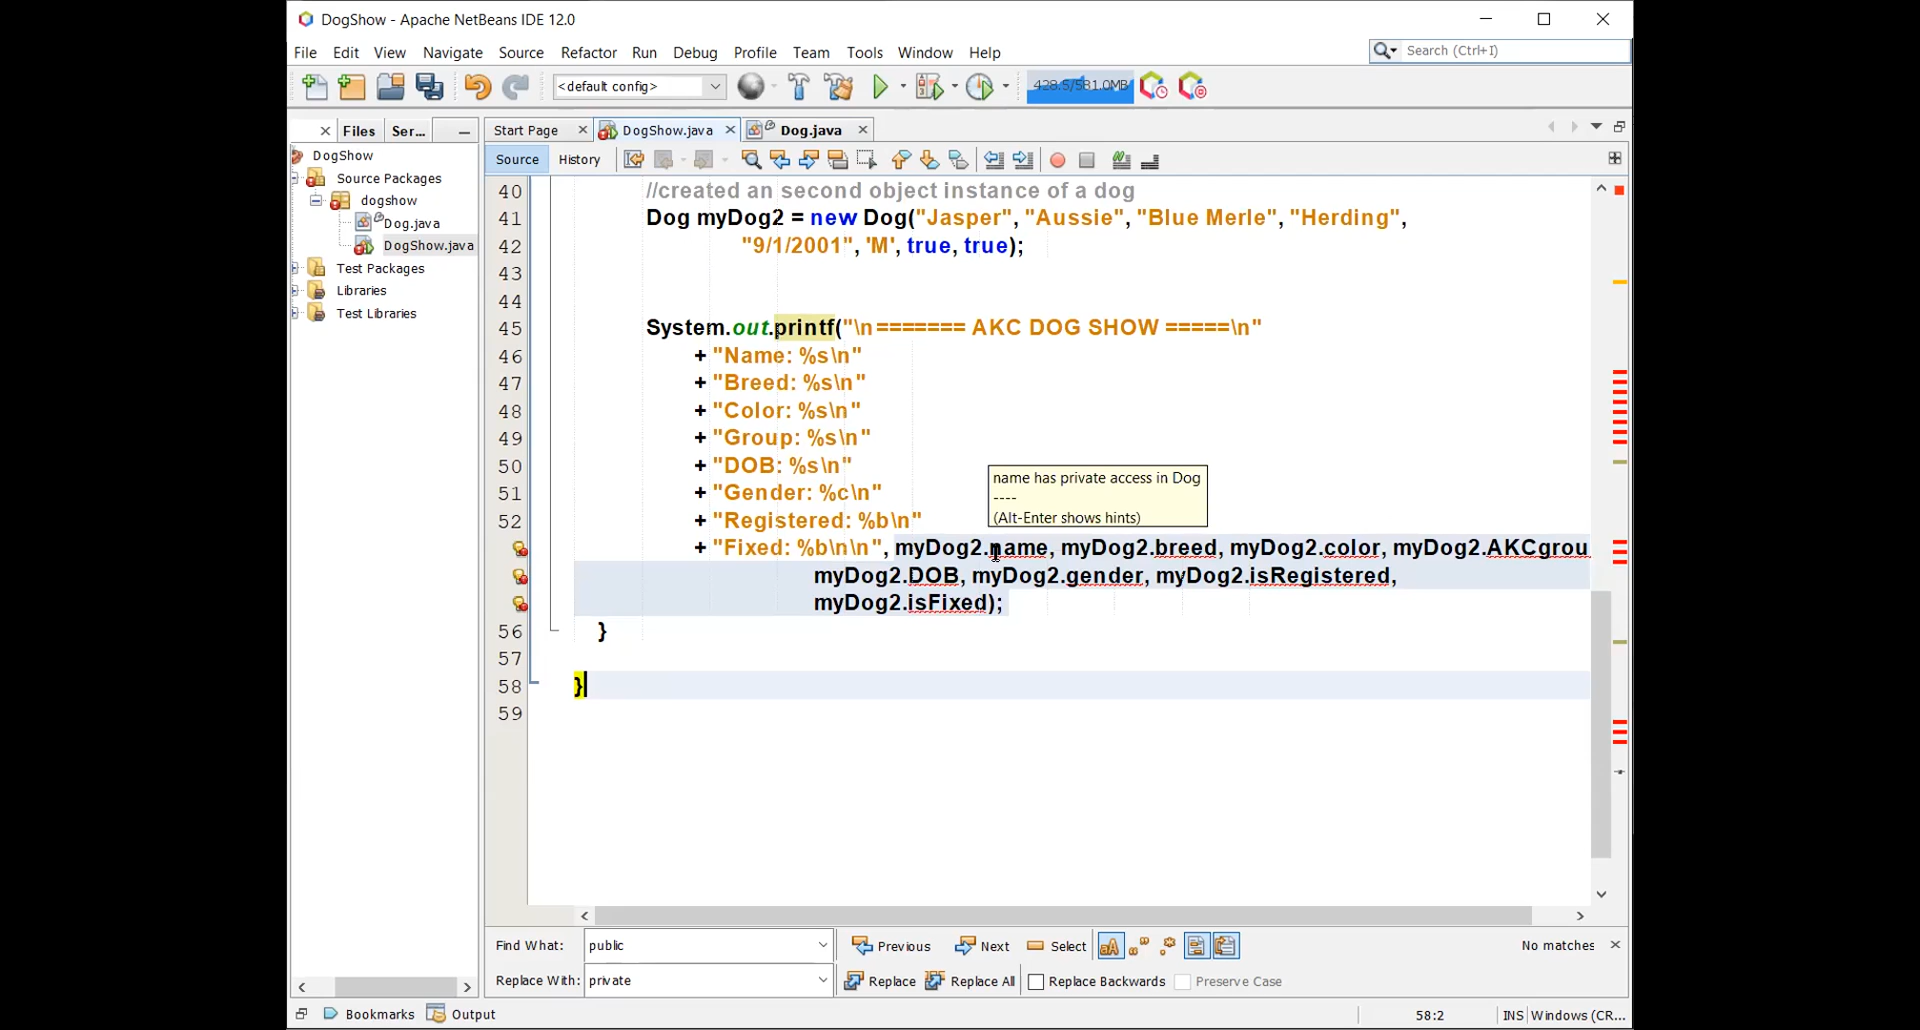 DogShow - Apache NetBeans IDE 12.0
File Edit View Navigate Source Refactor Run Debug Profile Team Tools Window Help
Search (Ctrl+I)
<default config>
428.5/581.0MB
Files Ser...
Start Page DogShow.java Dog.java
Source History
DogShow
Source Packages
dogshow
Dog.java
DogShow.java
Test Packages
Libraries
Test Libraries
40 //created an second object instance of a dog
41 Dog myDog2 = new Dog("Jasper", "Aussie", "Blue Merle", "Herding",
42 "9/1/2001", 'M', true, true);
43
44
45 System.out.printf("\n======= AKC DOG SHOW =====\n"
46 + "Name: %s\n"
47 + "Breed: %s\n"
48 + "Color: %s\n"
49 + "Group: %s\n"
50 + "DOB: %s\n"
51 + "Gender: %c\n"
52 + "Registered: %b\n"
+ "Fixed: %b\n\n", myDog2.name, myDog2.breed, myDog2.color, myDog2.AKCgrou
myDog2.DOB, myDog2.gender, myDog2.isRegistered,
myDog2.isFixed);
56 }
57
58 }
59
name has private access in Dog
----
(Alt-Enter shows hints)
Find What: public Previous Next Select aA No matches
Replace With: private Replace Replace All Replace Backwards Preserve Case
Bookmarks Output 58:2 INS Windows (CR...